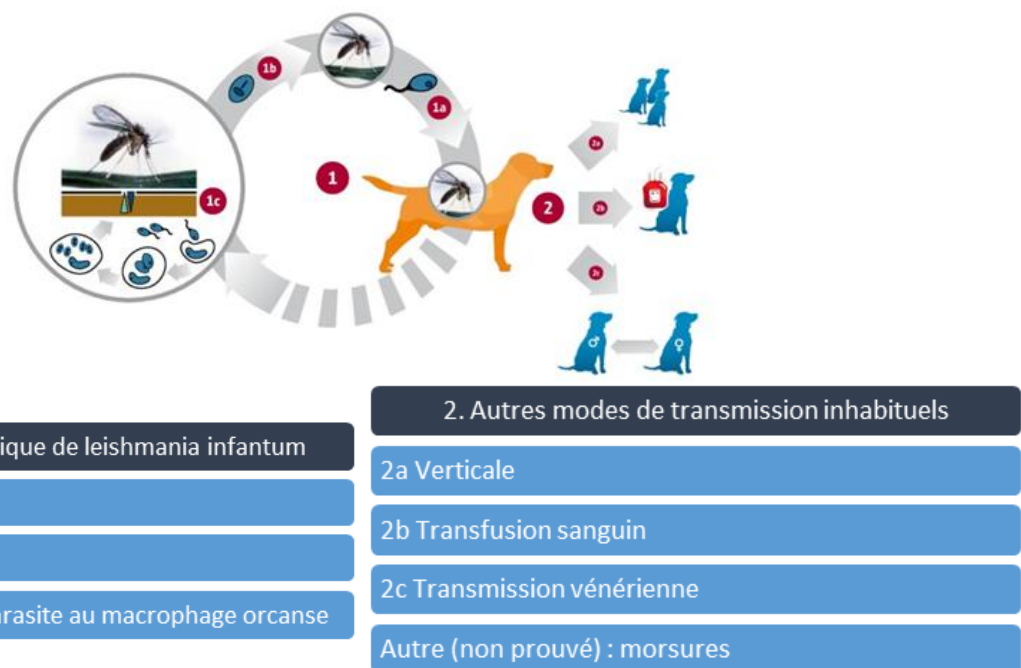 1b
1a
1
1c
2
2a
2b
2c
♂ ♀
2. Autres modes de transmission inhabituels
ique de leishmania infantum
2a Verticale
2b Transfusion sanguin
2c Transmission vénérienne
arasite au macrophage orcanse
Autre (non prouvé) : morsures